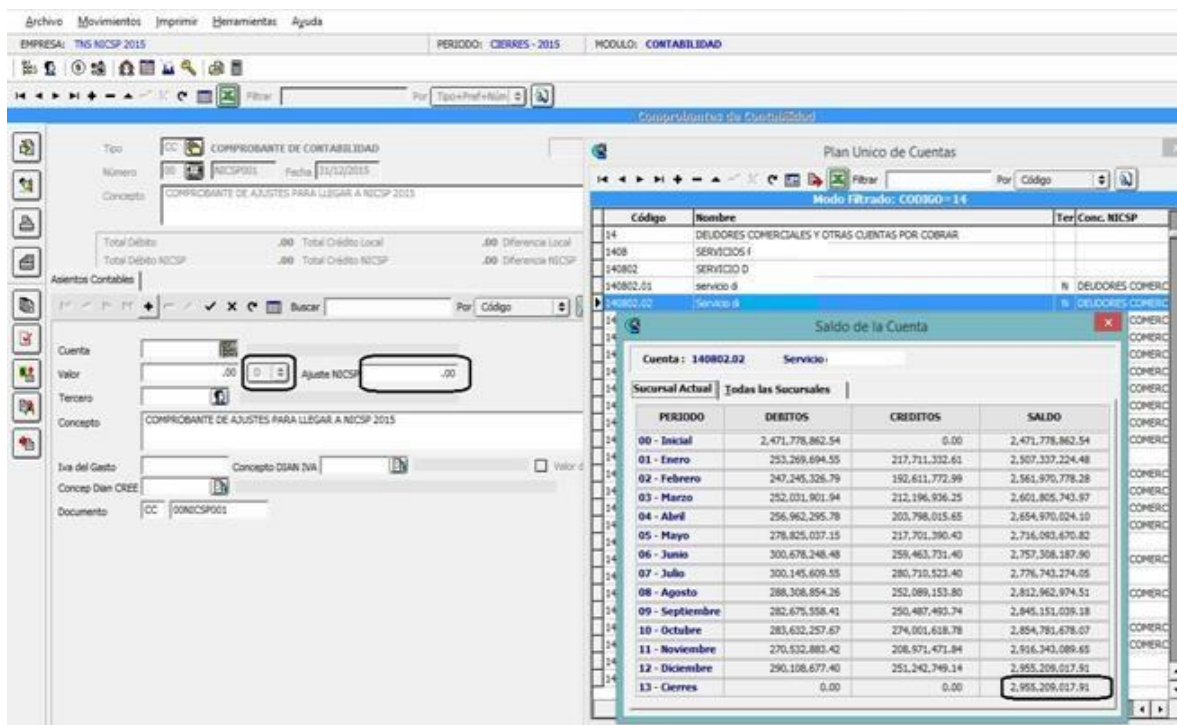 Archivo Movimientos Imprimir Herramientas Ayuda
EMPRESA: TNS NICSP 2015 PERIODO: CIERRES - 2015 MODULO: CONTABILIDAD
Filtrar Por Tipo+Pref+Núm
Comprobantes de Contabilidad
Tipo CC COMPROBANTE DE CONTABILIDAD
Número 00 NICSP001 Fecha 31/12/2015
Concepto COMPROBANTE DE AJUSTES PARA LLEGAR A NICSP 2015
Total Débito .00 Total Crédito Local .00 Diferencia Local
Total Débito NICSP .00 Total Crédito NICSP .00 Diferencia NICSP
Asientos Contables
Buscar Por Código
Cuenta
Valor .00 D Ajuste NICSP .00
Tercero
Concepto COMPROBANTE DE AJUSTES PARA LLEGAR A NICSP 2015
Iva del Gasto Concepto DIAN IVA Valor d
Concep Dian CREE
Documento CC 00NICSP001
Plan Unico de Cuentas
Filtrar Por Código
Modo Filtrado: CODIGO=14
Código Nombre Ter Conc. NICSP
14 DEUDORES COMERCIALES Y OTRAS CUENTAS POR COBRAR
1408 SERVICIOS
140802 SERVICIO D
140802.01 servicio d N DEUDORES COMERC
140802.02 Servicio d N DEUDORES COMERC
Saldo de la Cuenta
Cuenta : 140802.02 Servicio
Sucursal Actual Todas las Sucursales
PERIODO DEBITOS CREDITOS SALDO
00 - Inicial 2,471,778,862.54 0.00 2,471,778,862.54
01 - Enero 253,269,694.55 217,711,332.61 2,507,337,224.48
02 - Febrero 247,245,326.79 192,611,772.99 2,561,970,778.28
03 - Marzo 252,031,901.94 212,196,936.25 2,601,805,743.97
04 - Abril 256,962,295.78 203,798,015.65 2,654,970,024.10
05 - Mayo 278,825,037.15 217,701,390.43 2,716,093,670.82
06 - Junio 300,678,248.48 259,463,731.40 2,757,308,187.90
07 - Julio 300,145,609.55 280,710,523.40 2,776,743,274.05
08 - Agosto 288,308,854.26 252,089,153.80 2,812,962,974.51
09 - Septiembre 282,675,558.41 250,487,493.74 2,845,151,039.18
10 - Octubre 283,632,257.67 274,001,618.78 2,854,781,678.07
11 - Noviembre 270,532,883.42 208,971,471.84 2,916,343,089.65
12 - Diciembre 290,108,677.40 251,242,749.14 2,955,209,017.91
13 - Cierres 0.00 0.00 2,955,209,017.91